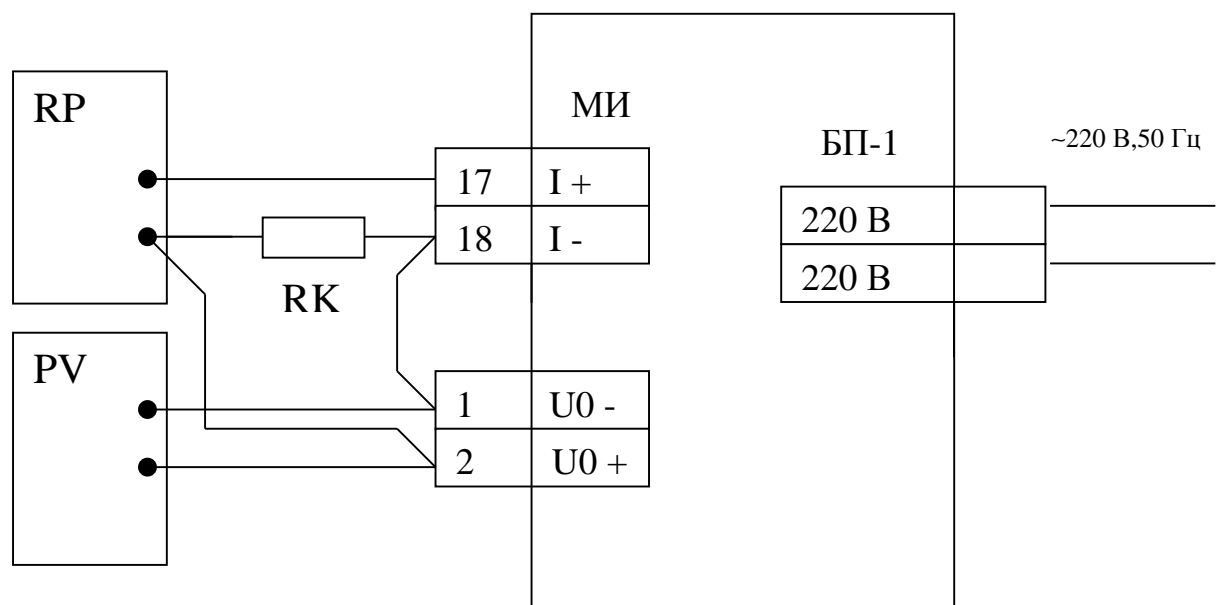 RP
МИ
БП-1
~220 В,50 Гц
17 I +
18 I -
220 В
220 В
RK
PV
1 U0 -
2 U0 +